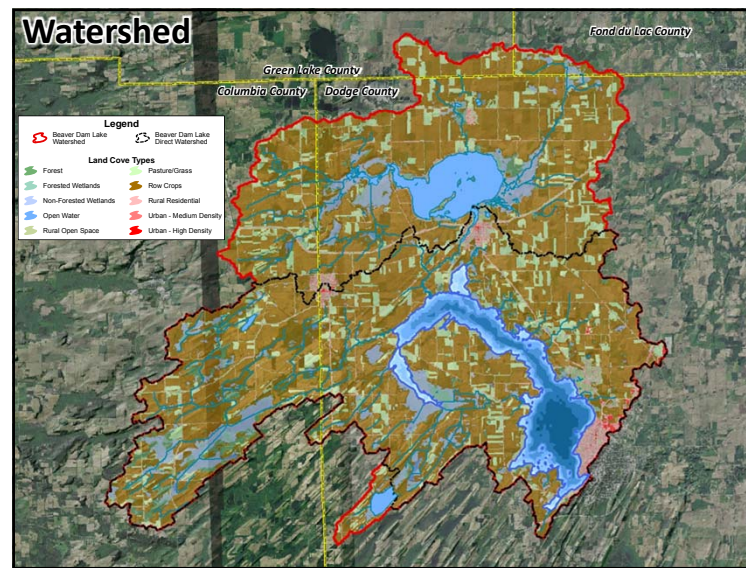 Watershed
Fond du Lac County
Green Lake County
Columbia County
Dodge County
Legend
Beaver Dam Lake
Watershed
Beaver Dam Lake
Direct Watershed
Land Cove Types
Forest
Pasture/Grass
Forested Wetlands
Row Crops
Non-Forested Wetlands
Rural Residential
Open Water
Urban - Medium Density
Rural Open Space
Urban - High Density